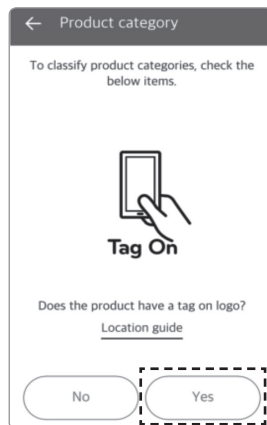 Product category
To classify product categories, check the
below items.
Tag On
Does the product have a tag on logo?
Location guide
No
Yes